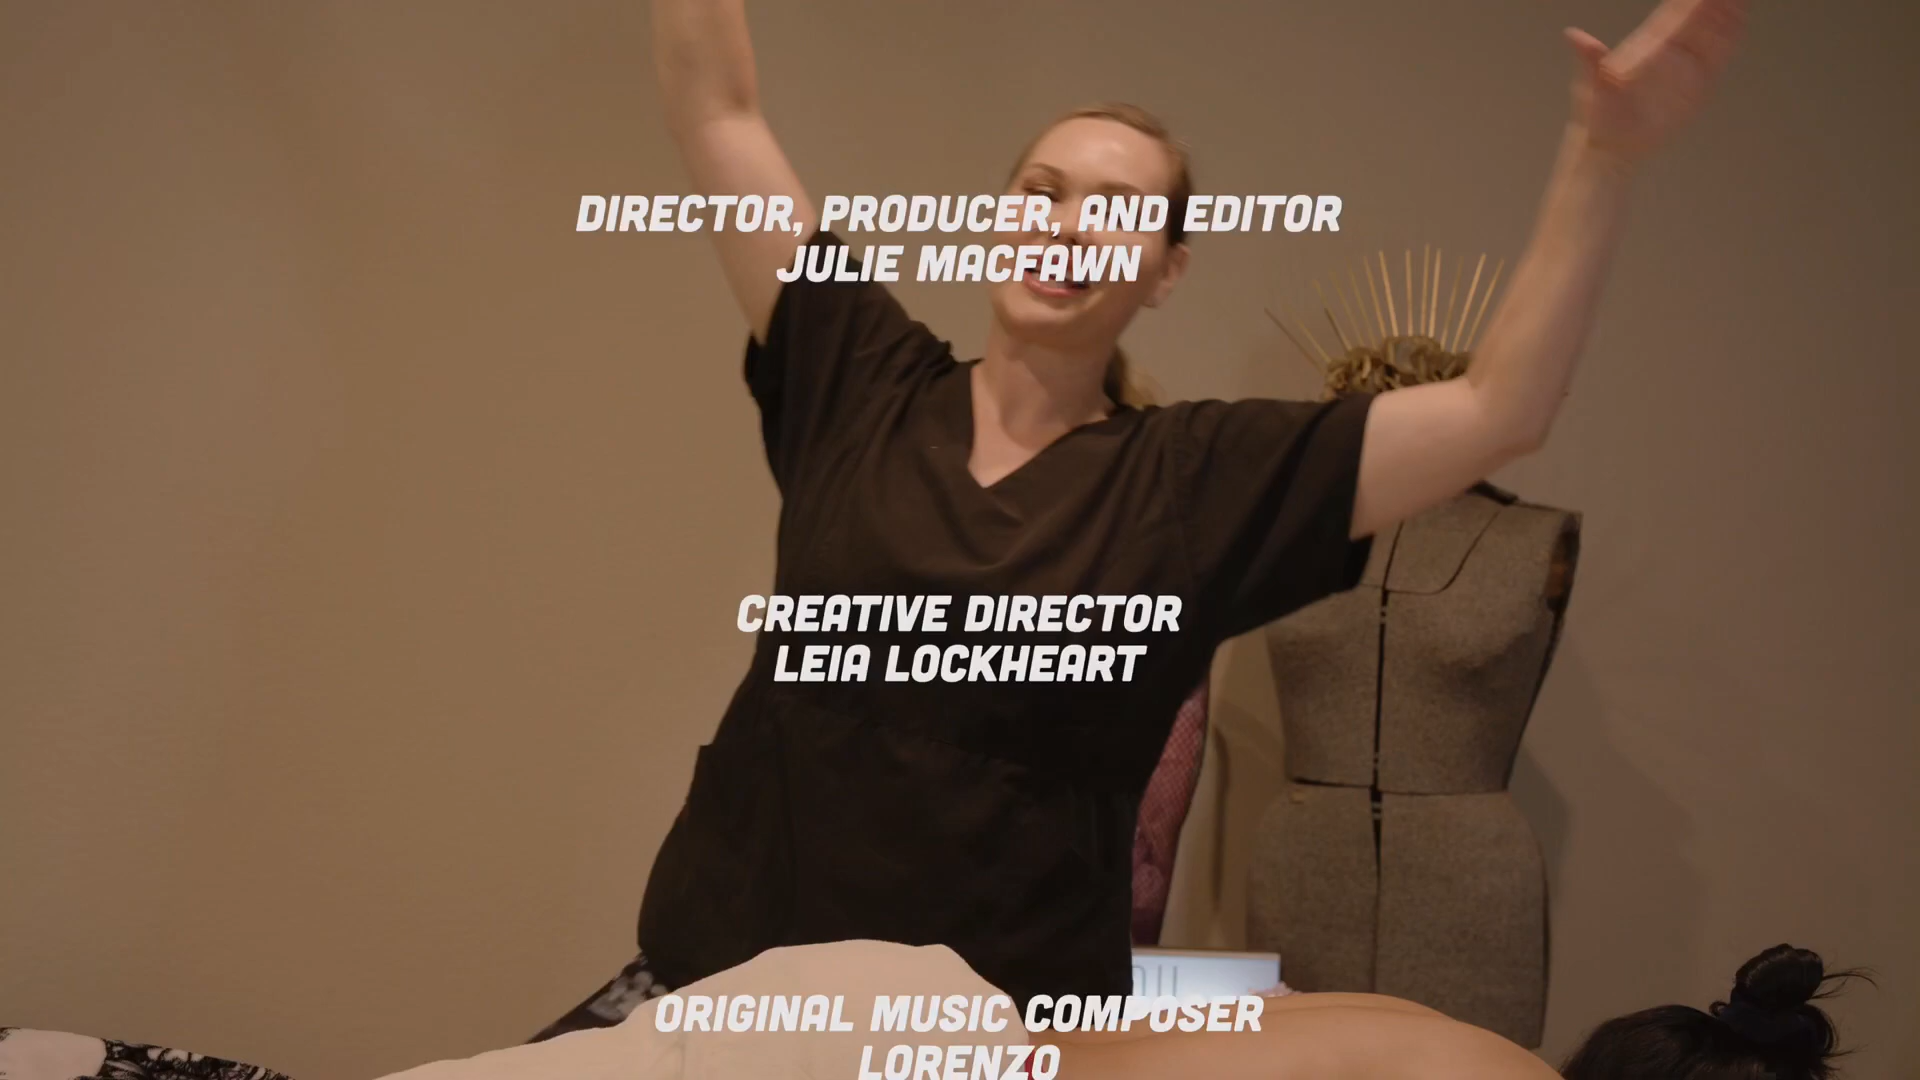 DIRECTOR, PRODUCER, AND EDITOR
JULIE MACFAWN
CREATIVE DIRECTOR
LEIA LOCKHEART
ORIGINAL MUSIC COMPOSER
LORENZO